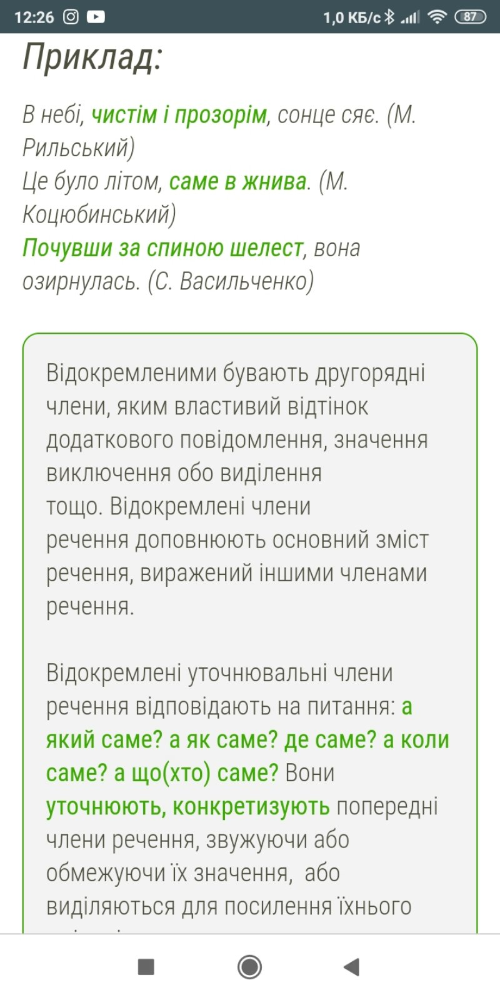 12:26 1,0 КБ/с 87
Приклад:
В небі, чистім і прозорім, сонце сяє. (М.
Рильський)
Це було літом, саме в жнива. (М.
Коцюбинський)
Почувши за спиною шелест, вона
озирнулась. (С. Васильченко)
Відокремленими бувають другорядні
члени, яким властивий відтінок
додаткового повідомлення, значення
виключення обо виділення
тощо. Відокремлені члени
речення доповнюють основний зміст
речення, виражений іншими членами
речення.
Відокремлені уточнювальні члени
речення відповідають на питання: а
який саме? а як саме? де саме? а коли
саме? а що(хто) саме? Вони
уточнюють, конкретизують попередні
члени речення, звужуючи або
обмежуючи їх значення, або
виділяються для посилення їхнього